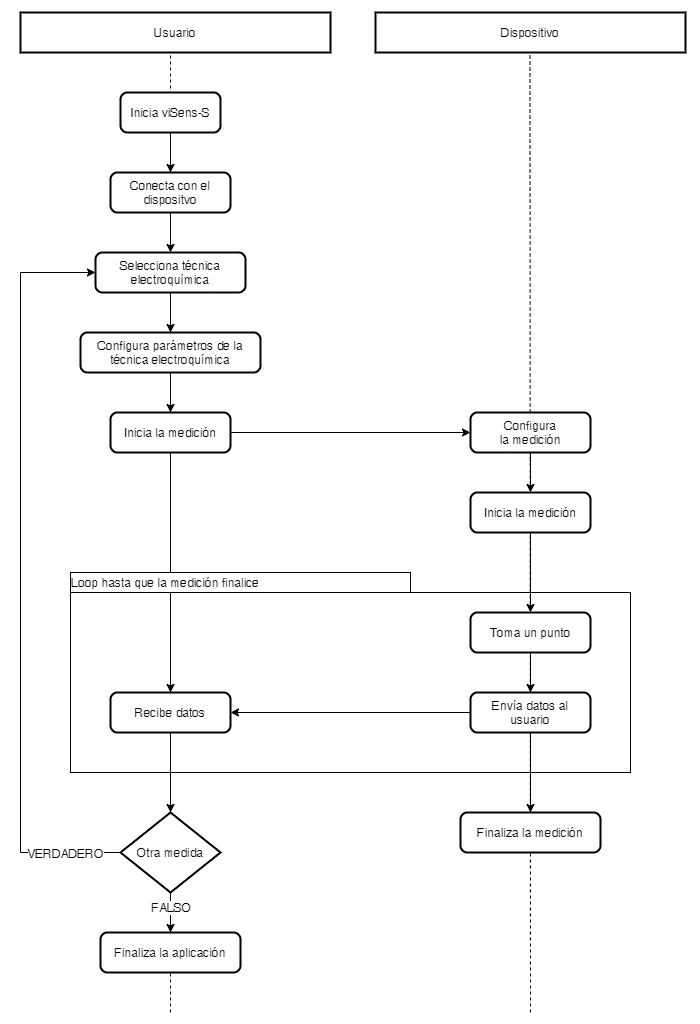 Usuario
Dispositivo
Inicia viSens-S
Conecta con el
dispositvo
Selecciona técnica
electroquímica
Configura parámetros de la
técnica electroquímica
Inicia la medición
Configura
la medición
Inicia la medición
Loop hasta que la medición finalice
Toma un punto
Recibe datos
Envía datos al
usuario
Otra medida
VERDADERO
Finaliza la medición
FALSO
Finaliza la aplicación